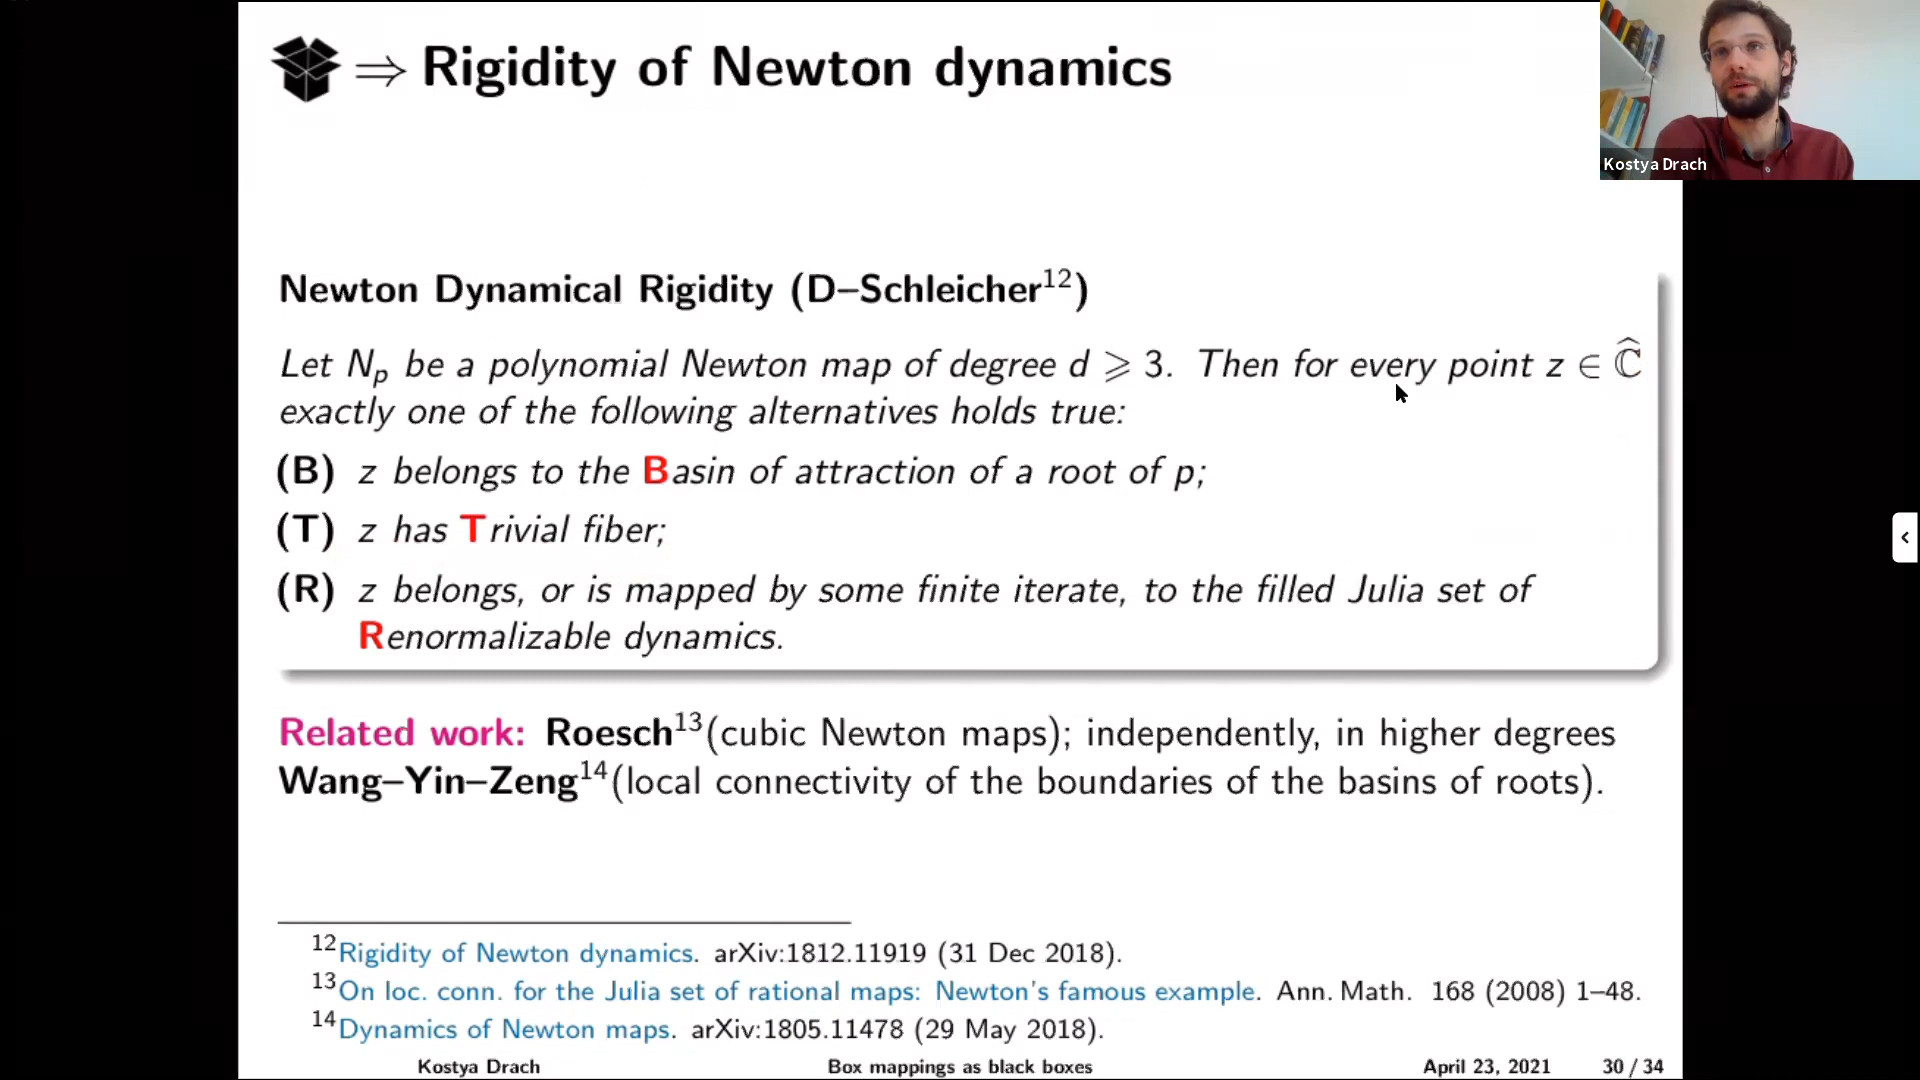 ⇒ Rigidity of Newton dynamics
Kostya Drach
Newton Dynamical Rigidity (D–Schleicher¹²)
Let Nₚ be a polynomial Newton map of degree d ⩾ 3. Then for every point z ∈ Ĉ
exactly one of the following alternatives holds true:
(B) z belongs to the Basin of attraction of a root of p;
(T) z has Trivial fiber;
(R) z belongs, or is mapped by some finite iterate, to the filled Julia set of
Renormalizable dynamics.
Related work: Roesch¹³(cubic Newton maps); independently, in higher degrees
Wang–Yin–Zeng¹⁴(local connectivity of the boundaries of the basins of roots).
¹²Rigidity of Newton dynamics. arXiv:1812.11919 (31 Dec 2018).
¹³On loc. conn. for the Julia set of rational maps: Newton's famous example. Ann. Math. 168 (2008) 1–48.
¹⁴Dynamics of Newton maps. arXiv:1805.11478 (29 May 2018).
Kostya Drach Box mappings as black boxes April 23, 2021 30 / 34